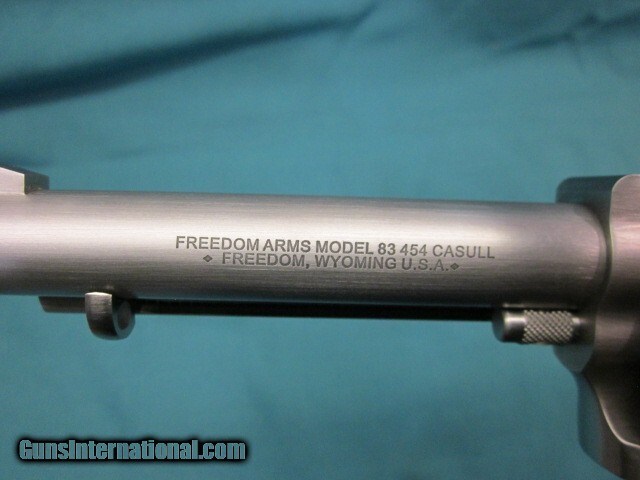 FREEDOM ARMS MODEL 83 454 CASULL
⬥ FREEDOM, WYOMING U.S.A. ⬥
GunsInternational.com